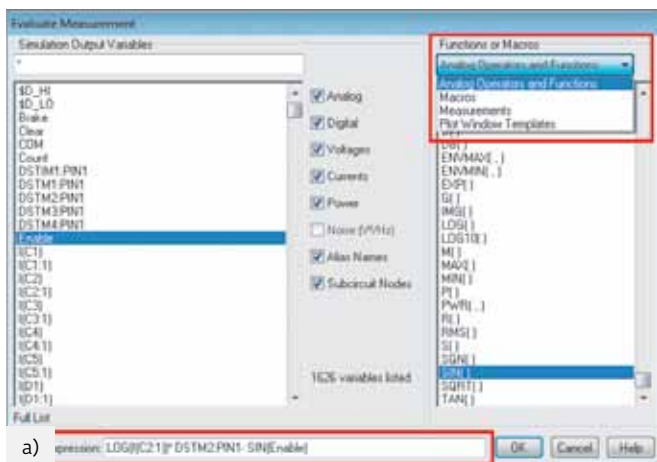 Evaluate Measurement
Simulation Output Variables
*
$D_HI
$D_LO
Brake
Clear
COM
Count
DSTIM1:PIN1
DSTM1:PIN1
DSTM2:PIN1
DSTM3:PIN1
DSTM4:PIN1
Enable
I(C1)
I(C1:1)
I(C2)
I(C2:1)
I(C3)
I(C3:1)
I(C4)
I(C4:1)
I(C5)
I(C5:1)
I(D1)
I(D1:1)
Full List
Analog
Digital
Voltages
Currents
Power
Noise (V²/Hz)
Alias Names
Subcircuit Nodes
1626 variables listed
Functions or Macros
Analog Operators and Functions
Analog Operators and Functions
Macros
Measurements
Plot Window Templates
DB( )
ENVMAX( , )
ENVMIN( , )
EXP( )
G( )
IMG( )
LOG( )
LOG10( )
M( )
MAX( )
MIN( )
P( )
PWR( , )
R( )
RMS( )
S( )
SGN( )
SIN( )
SQRT( )
TAN( )
a)
xpression: LOG(I(C2:1))* DSTM2:PIN1- SIN(Enable)
OK
Cancel
Help